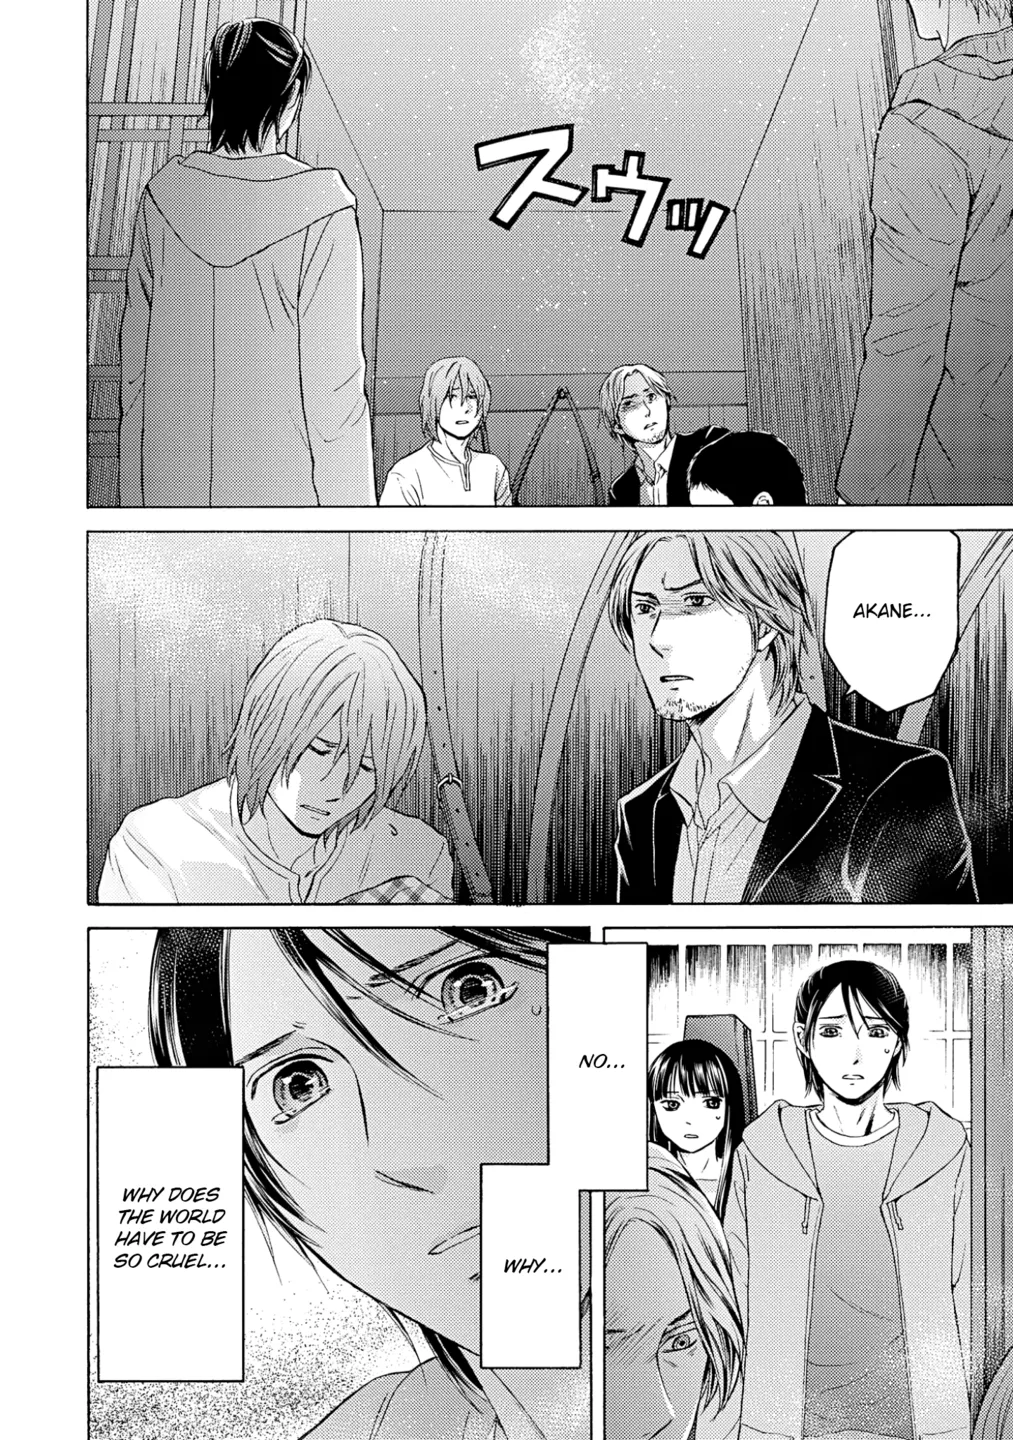 スウッ
AKANE...
NO...
WHY...
WHY DOES
THE WORLD
HAVE TO BE
SO CRUEL...